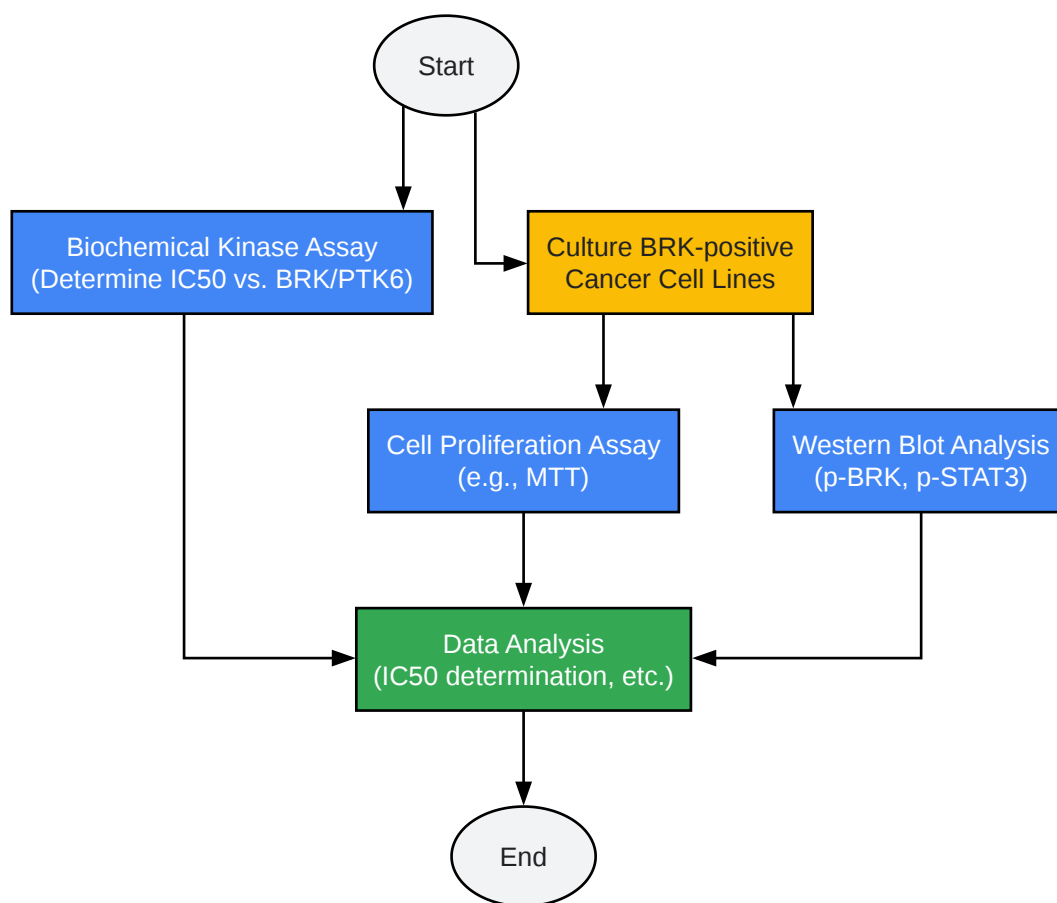 Start
Biochemical Kinase Assay
(Determine IC50 vs. BRK/PTK6)
Culture BRK-positive
Cancer Cell Lines
Cell Proliferation Assay
(e.g., MTT)
Western Blot Analysis
(p-BRK, p-STAT3)
Data Analysis
(IC50 determination, etc.)
End